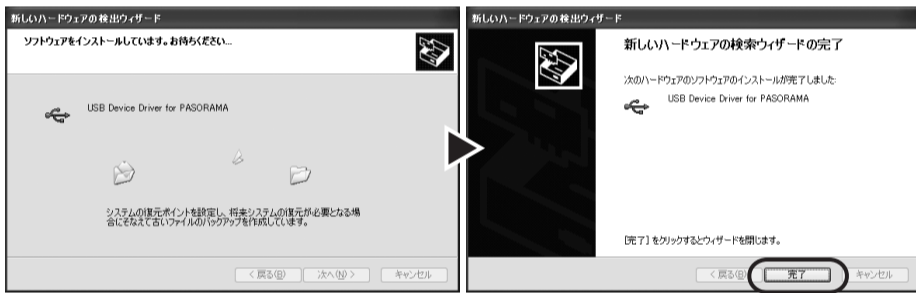 新しいハードウェアの検出ウィザード
ソフトウェアをインストールしています。お待ちください...
USB Device Driver for PASORAMA
システムの復元ポイントを設定し、将来システムの復元が必要となる場
合にそなえて古いファイルのバックアップを作成しています。
< 戻る(B)
次へ(N) >
キャンセル
新しいハードウェアの検出ウィザード
新しいハードウェアの検索ウィザードの完了
次のハードウェアのソフトウェアのインストールが完了しました:
USB Device Driver for PASORAMA
[完了] をクリックするとウィザードを閉じます。
< 戻る(B)
完了
キャンセル